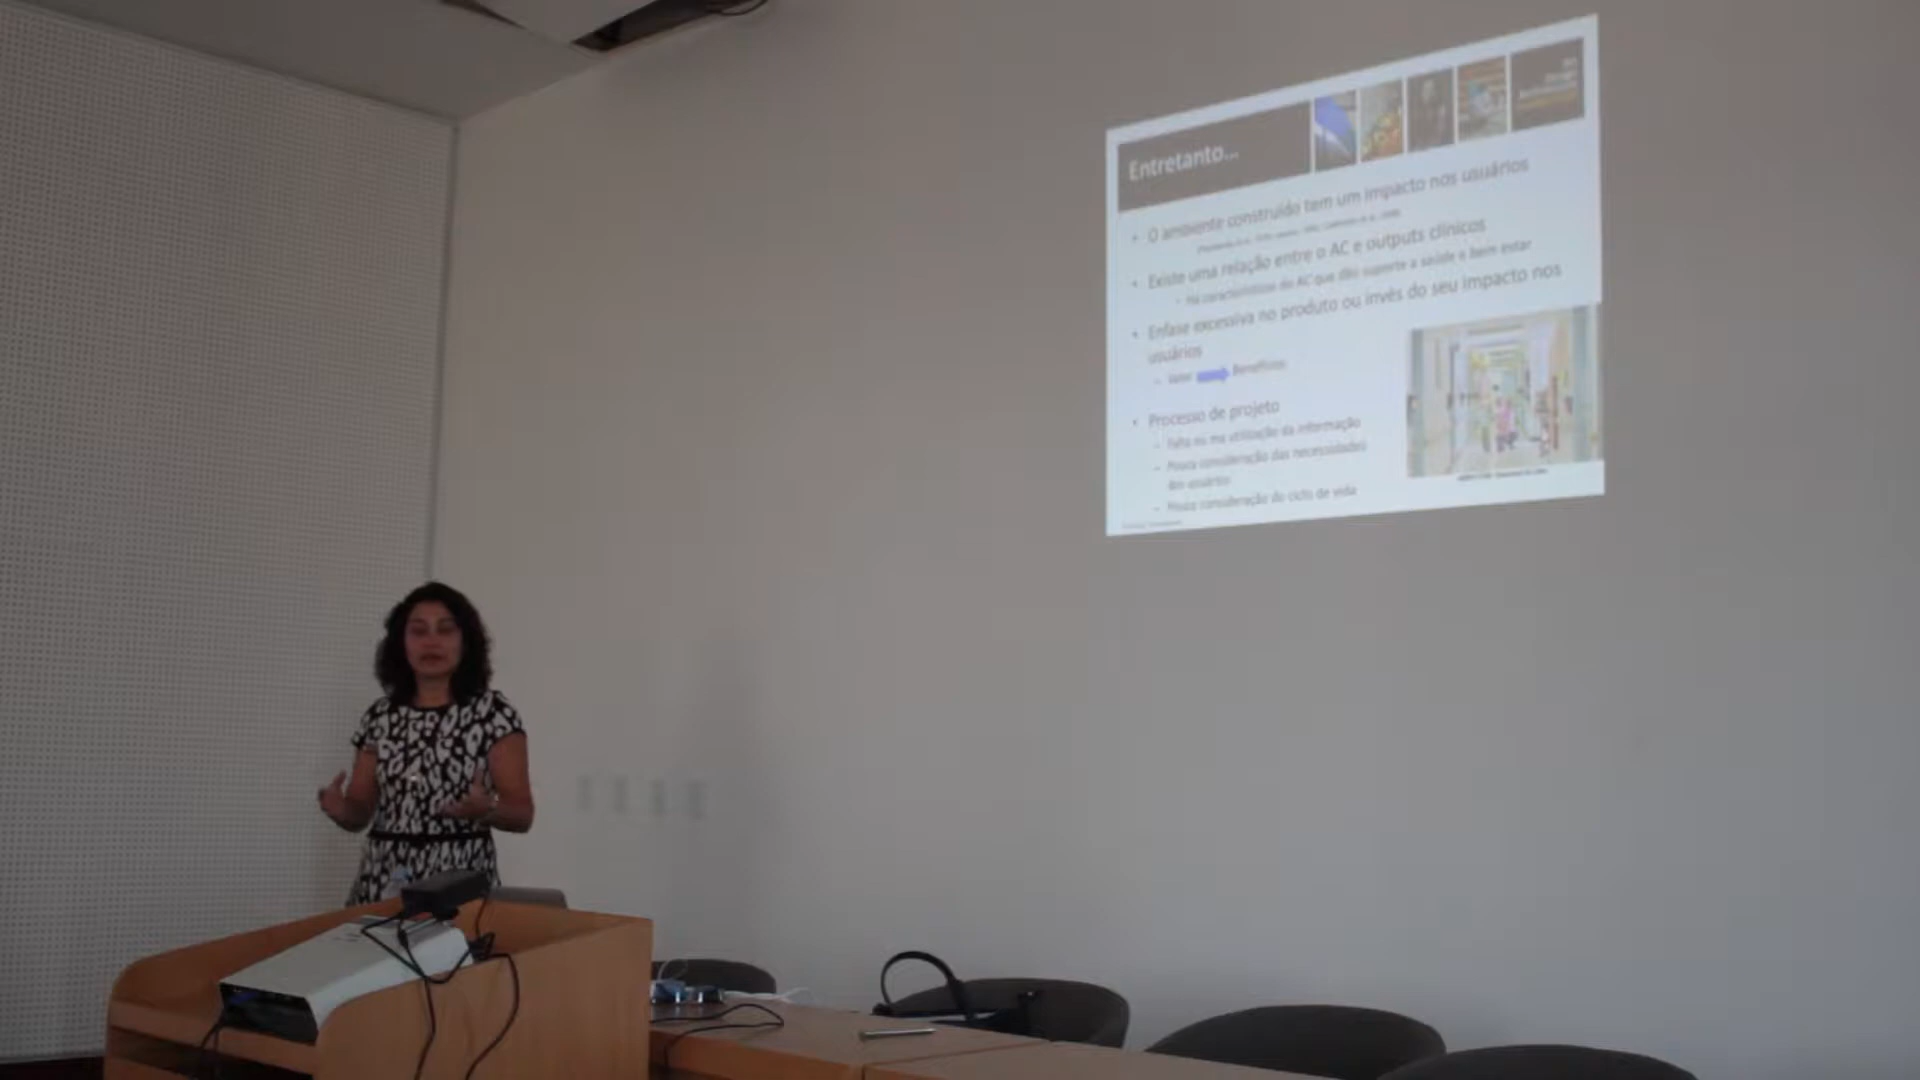 Entretanto...
• O ambiente construído tem um impacto nos usuários
• Existe uma relação entre o AC e outputs clínicos
- Há características do AC que dão suporte a saúde e bem estar
• Enfase excessiva no produto ou invés do seu impacto nos
usuários
- Valor Benefícios
• Processo de projeto
- Falta ou ma utilização da informação
- Pouca consideração das necessidades
dos usuários
- Pouca consideração do ciclo de vida